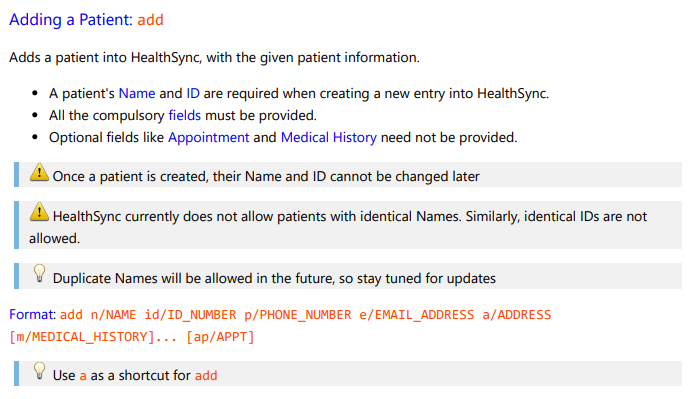 Adding a Patient: add
Adds a patient into HealthSync, with the given patient information.
• A patient's Name and ID are required when creating a new entry into HealthSync.
• All the compulsory fields must be provided.
• Optional fields like Appointment and Medical History need not be provided.
Once a patient is created, their Name and ID cannot be changed later
HealthSync currently does not allow patients with identical Names. Similarly, identical IDs are not
allowed.
Duplicate Names will be allowed in the future, so stay tuned for updates
Format: add n/NAME id/ID_NUMBER p/PHONE_NUMBER e/EMAIL_ADDRESS a/ADDRESS
[m/MEDICAL_HISTORY]... [ap/APPT]
Use a as a shortcut for add